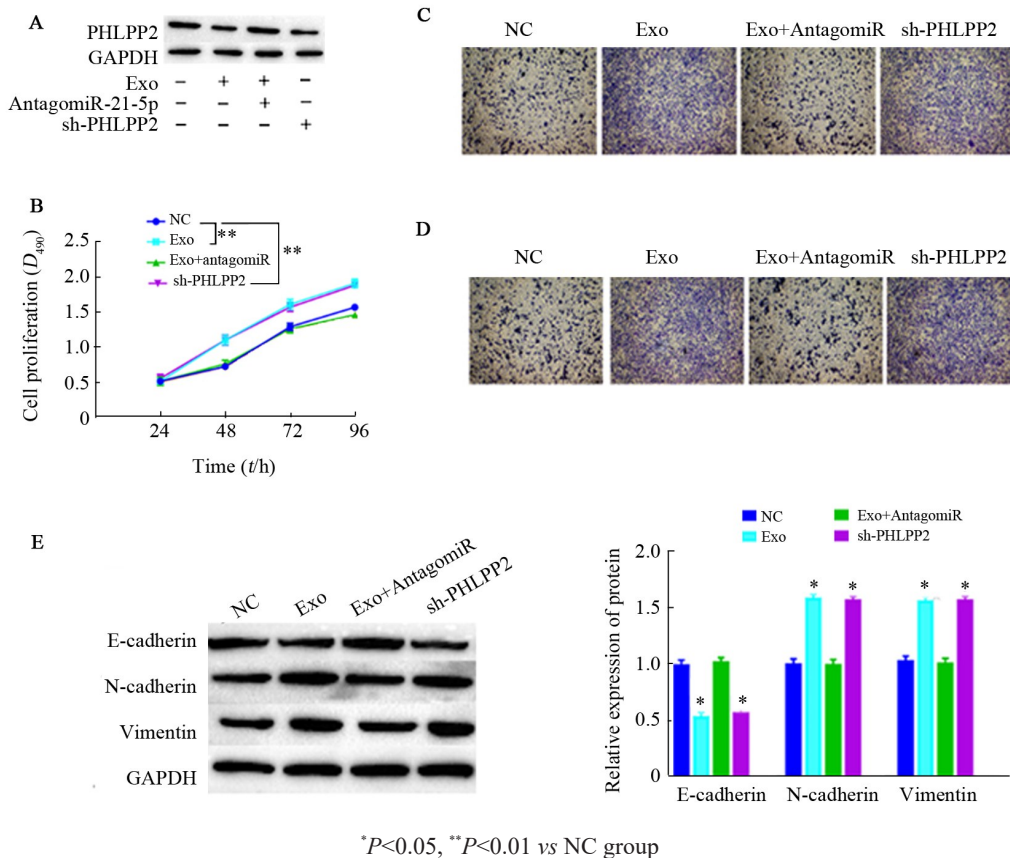 A
PHLPP2
GAPDH
Exo − + + −
AntagomiR-21-5p − − + −
sh-PHLPP2 − − − +
B
NC
Exo
Exo+antagomiR
sh-PHLPP2
**
**
Cell proliferation (D490)
2.5
2.0
1.5
1.0
0.5
0
24 48 72 96
Time (t/h)
C
NC Exo Exo+AntagomiR sh-PHLPP2
D
NC Exo Exo+AntagomiR sh-PHLPP2
E
NC Exo Exo+AntagomiR sh-PHLPP2
E-cadherin
N-cadherin
Vimentin
GAPDH
NC Exo+AntagomiR
Exo sh-PHLPP2
Relative expression of protein
2.0
1.5
1.0
0.5
0
* * * * * *
E-cadherin N-cadherin Vimentin
*P<0.05, **P<0.01 vs NC group